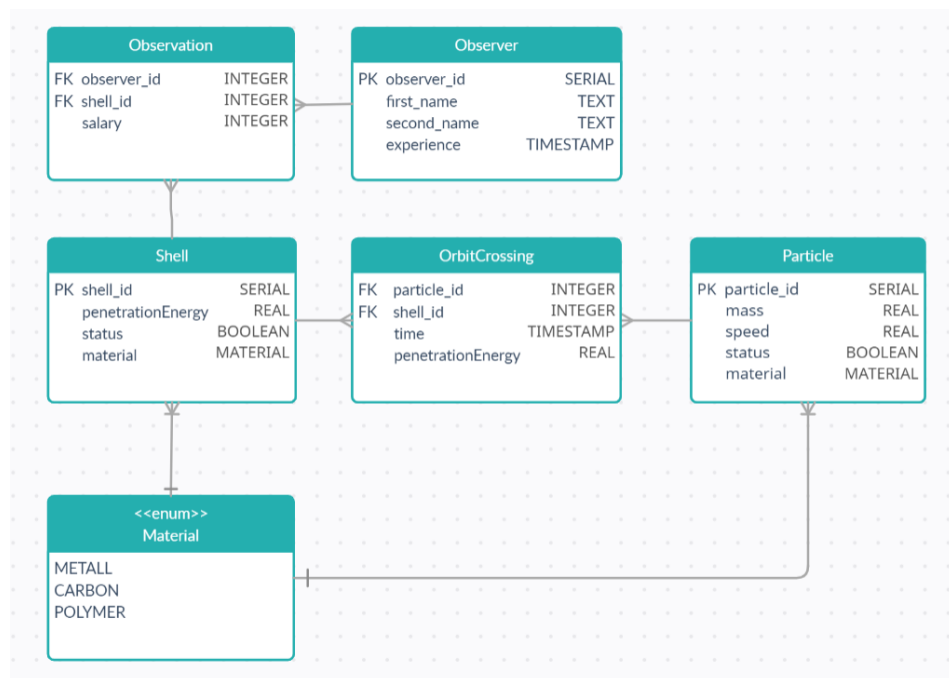 Observation
FK observer_id INTEGER
FK shell_id INTEGER
salary INTEGER
Observer
PK observer_id SERIAL
first_name TEXT
second_name TEXT
experience TIMESTAMP
Shell
PK shell_id SERIAL
penetrationEnergy REAL
status BOOLEAN
material MATERIAL
OrbitCrossing
FK particle_id INTEGER
FK shell_id INTEGER
time TIMESTAMP
penetrationEnergy REAL
Particle
PK particle_id SERIAL
mass REAL
speed REAL
status BOOLEAN
material MATERIAL
<<enum>>
Material
METALL
CARBON
POLYMER